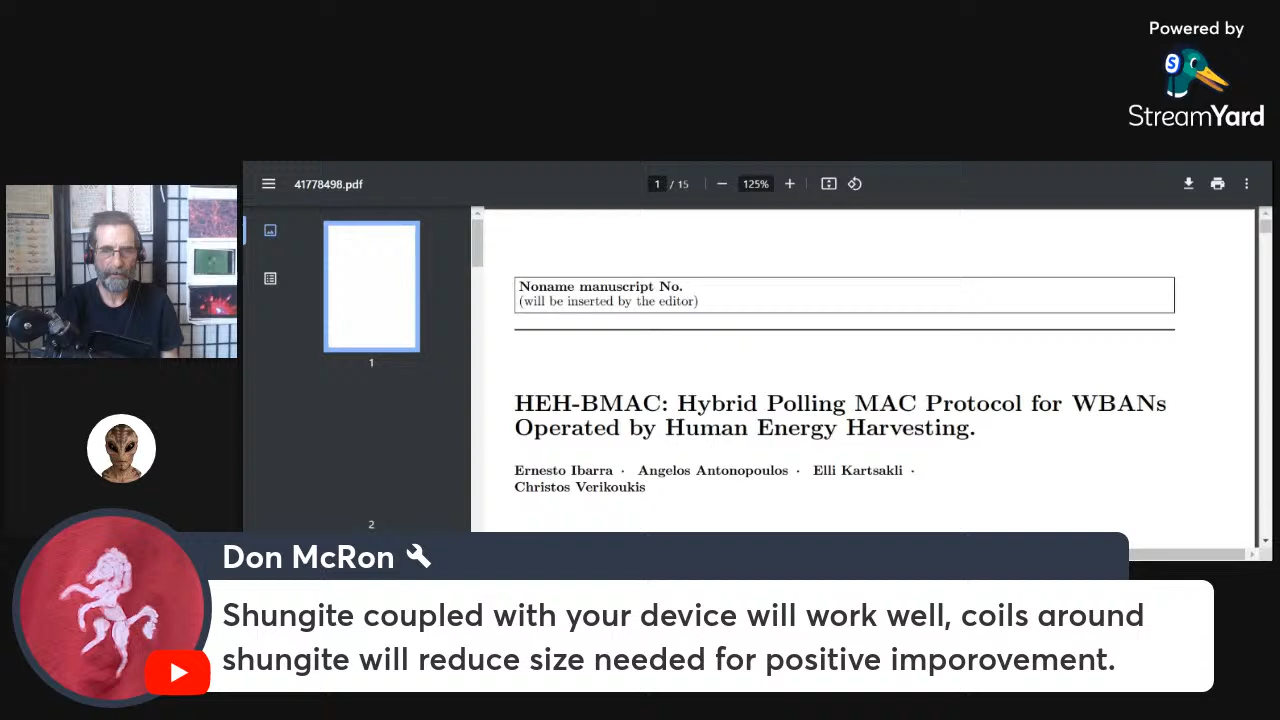 Powered by
StreamYard
41778498.pdf
1 / 15
125%
Noname manuscript No.
(will be inserted by the editor)
HEH-BMAC: Hybrid Polling MAC Protocol for WBANs
Operated by Human Energy Harvesting.
Ernesto Ibarra · Angelos Antonopoulos · Elli Kartsakli ·
Christos Verikoukis
1
2
Don McRon
Shungite coupled with your device will work well, coils around
shungite will reduce size needed for positive imporovement.